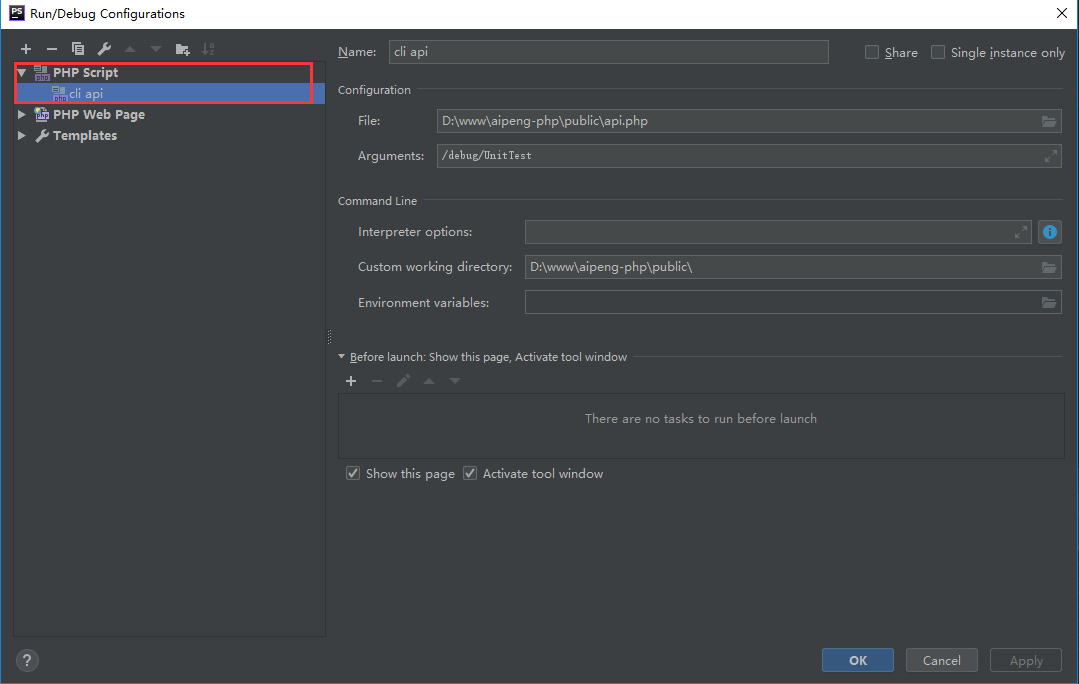 PS Run/Debug Configurations
PHP Script
cli api
PHP Web Page
Templates
Name: cli api
Share
Single instance only
Configuration
File: D:\www\aipeng-php\public\api.php
Arguments: /debug/UnitTest
Command Line
Interpreter options:
Custom working directory: D:\www\aipeng-php\public\
Environment variables:
Before launch: Show this page, Activate tool window
There are no tasks to run before launch
Show this page
Activate tool window
?
OK
Cancel
Apply